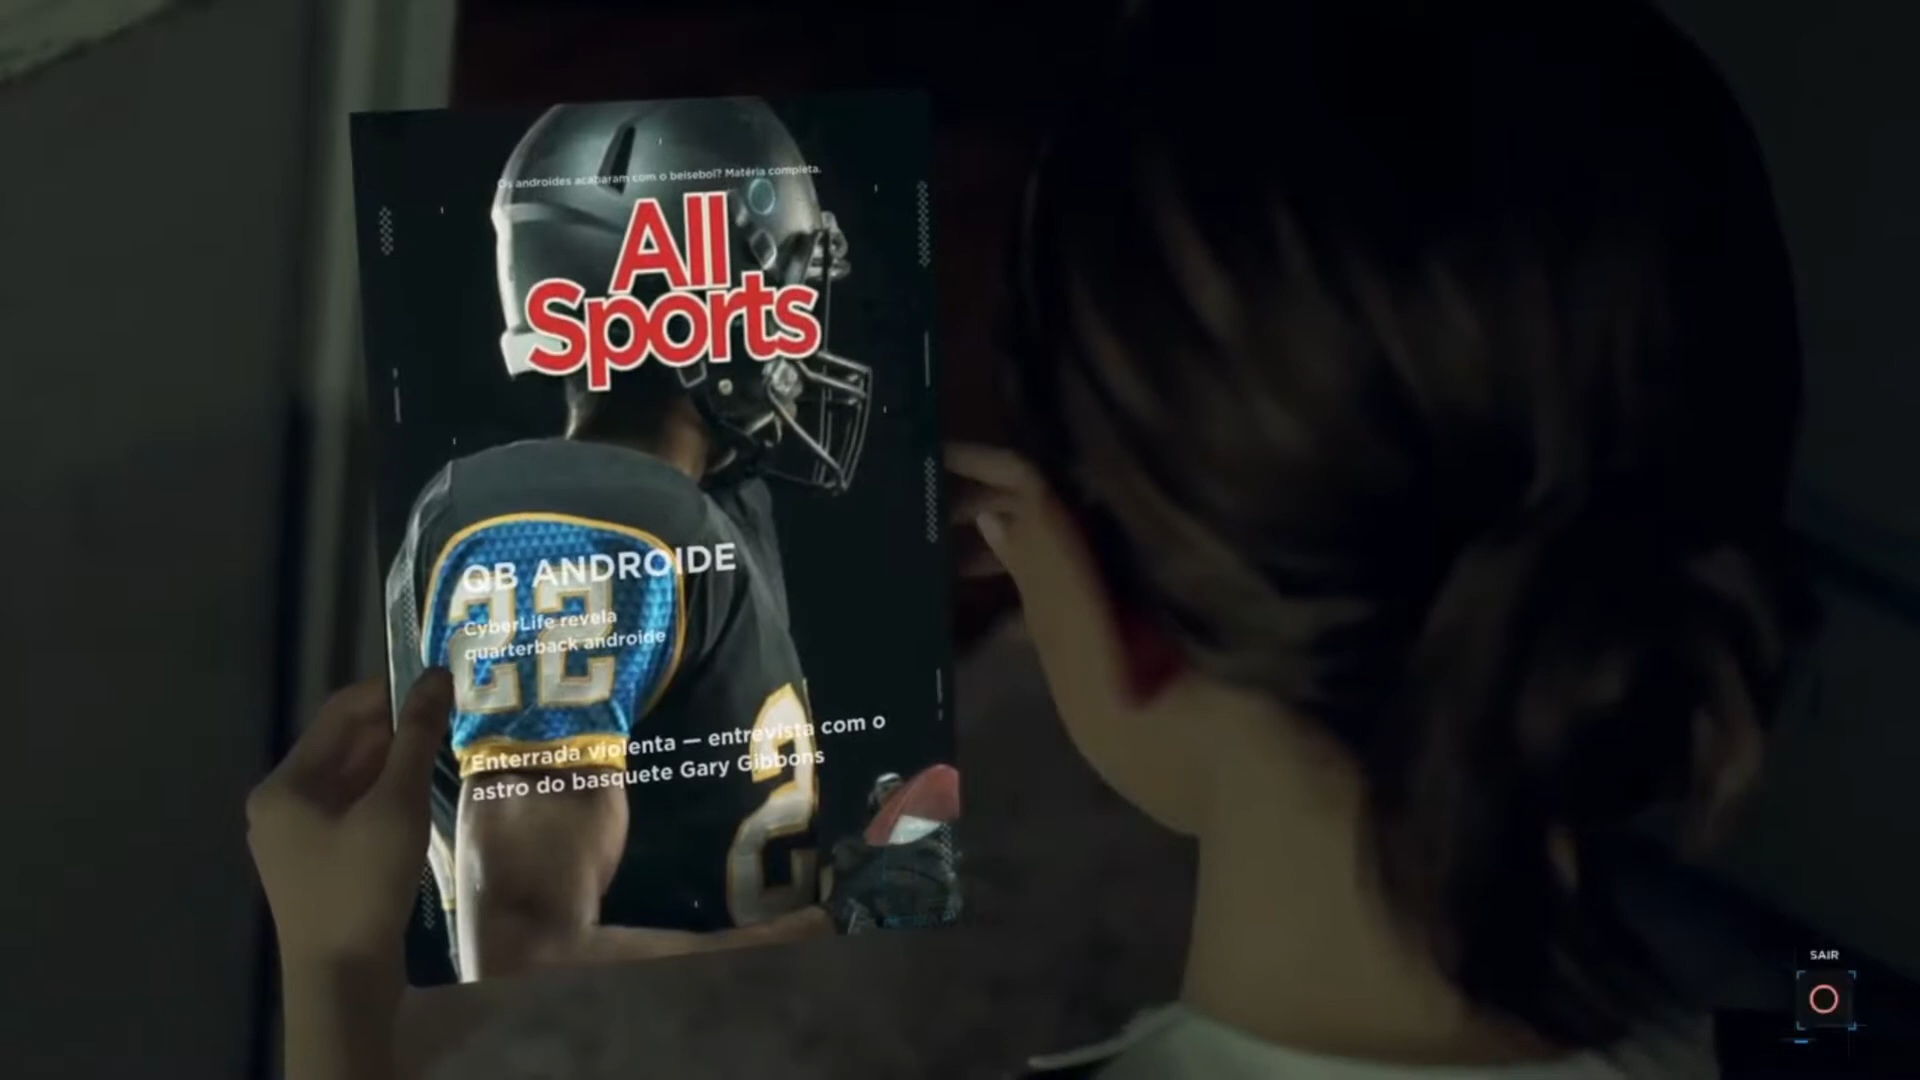 Os androides acabaram com o beisebol? Matéria completa.
All
Sports
QB ANDROIDE
22
CyberLife revela
quarterback androide
Enterrada violenta — entrevista com o
astro do basquete Gary Gibbons
2
SAIR